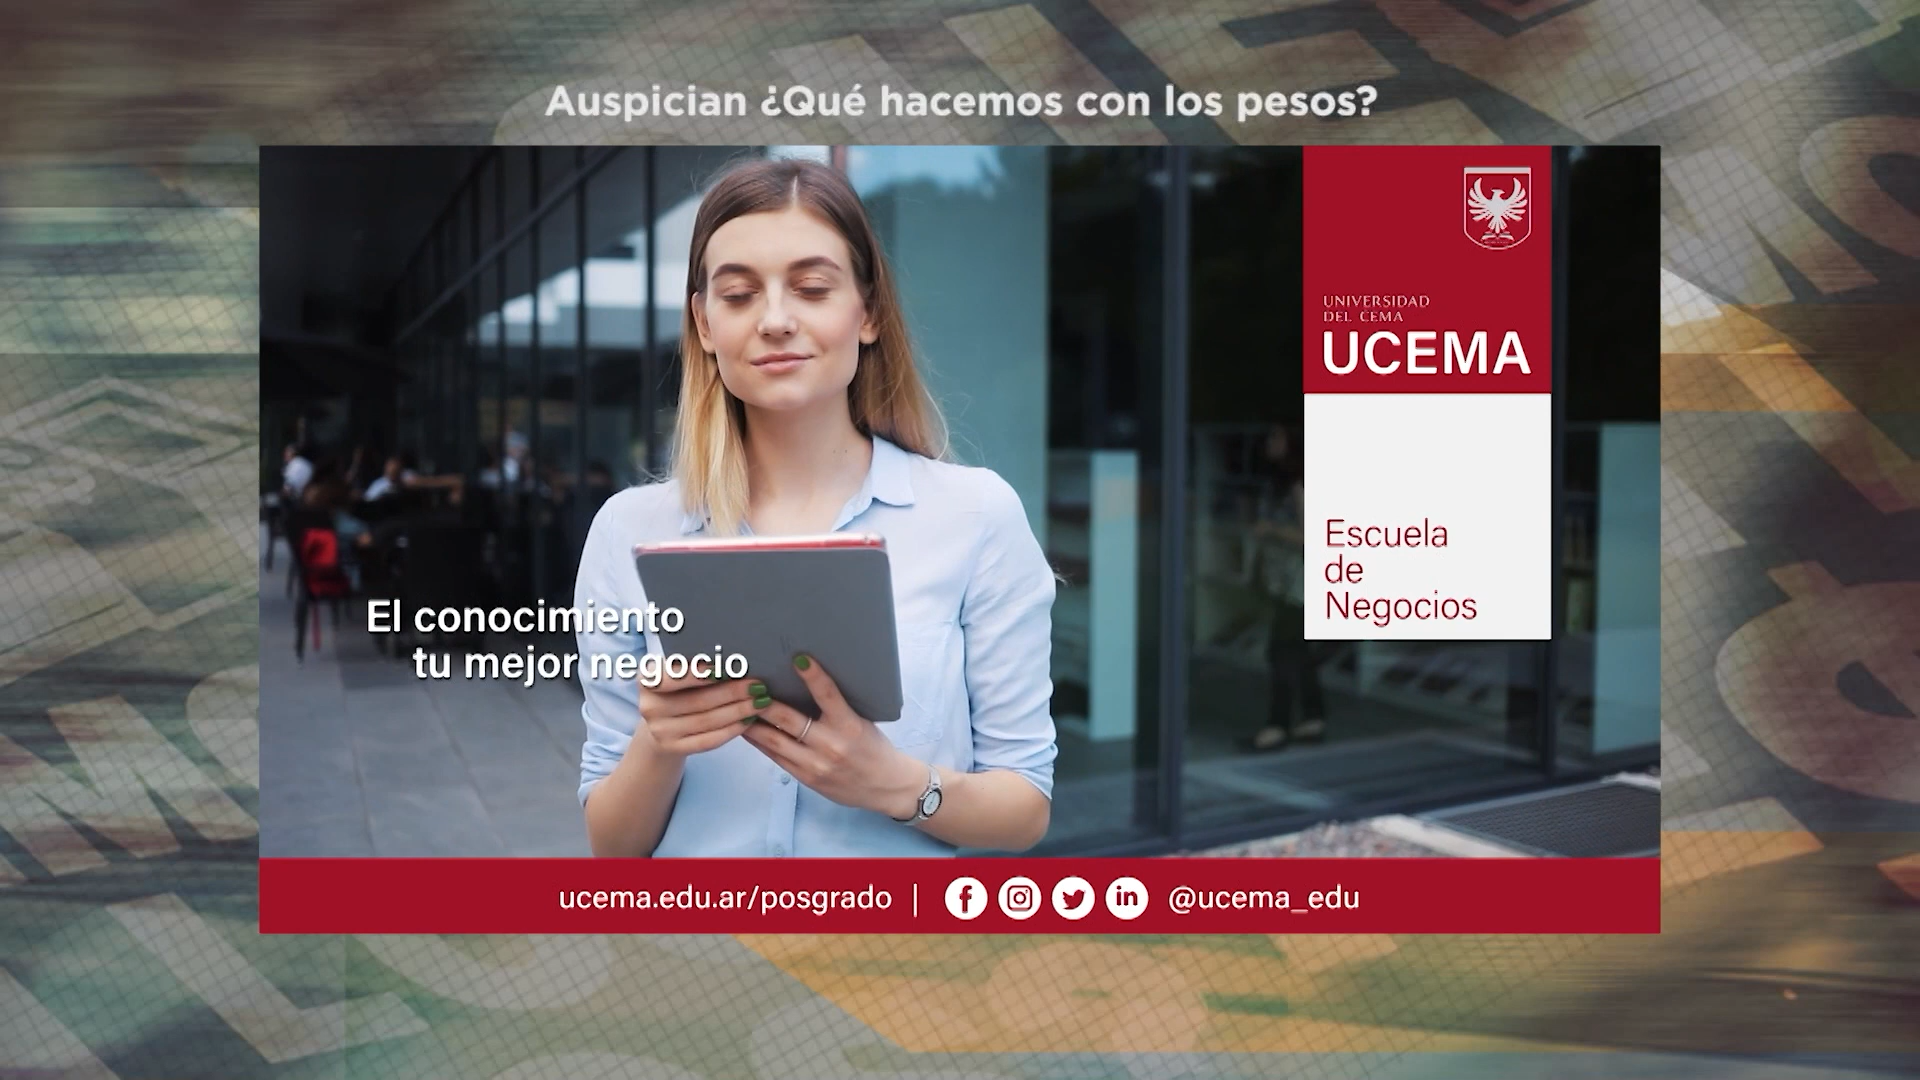 Auspician ¿Qué hacemos con los pesos?
UNIVERSIDAD
DEL CEMA
UCEMA
Escuela
de
Negocios
El conocimiento
tu mejor negocio
ucema.edu.ar/posgrado | @ucema_edu